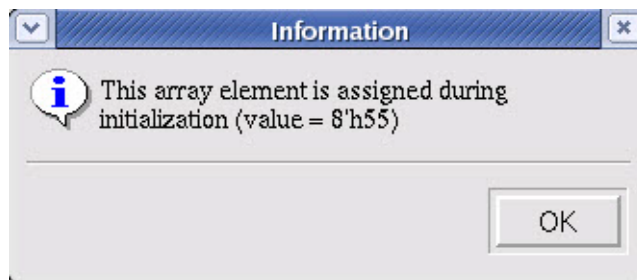 Information
This array element is assigned during
initialization (value = 8'h55)
OK